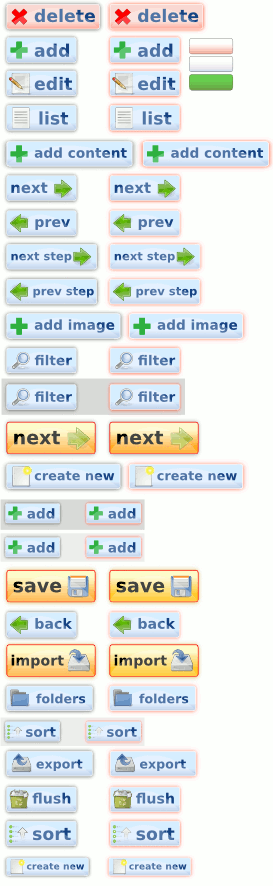 delete delete
add add
edit edit
list list
add content add content
next next
prev prev
next step next step
prev step prev step
add image add image
filter filter
filter filter
next next
create new create new
add add
add add
save save
back back
import import
folders folders
sort sort
export export
flush flush
sort sort
create new create new